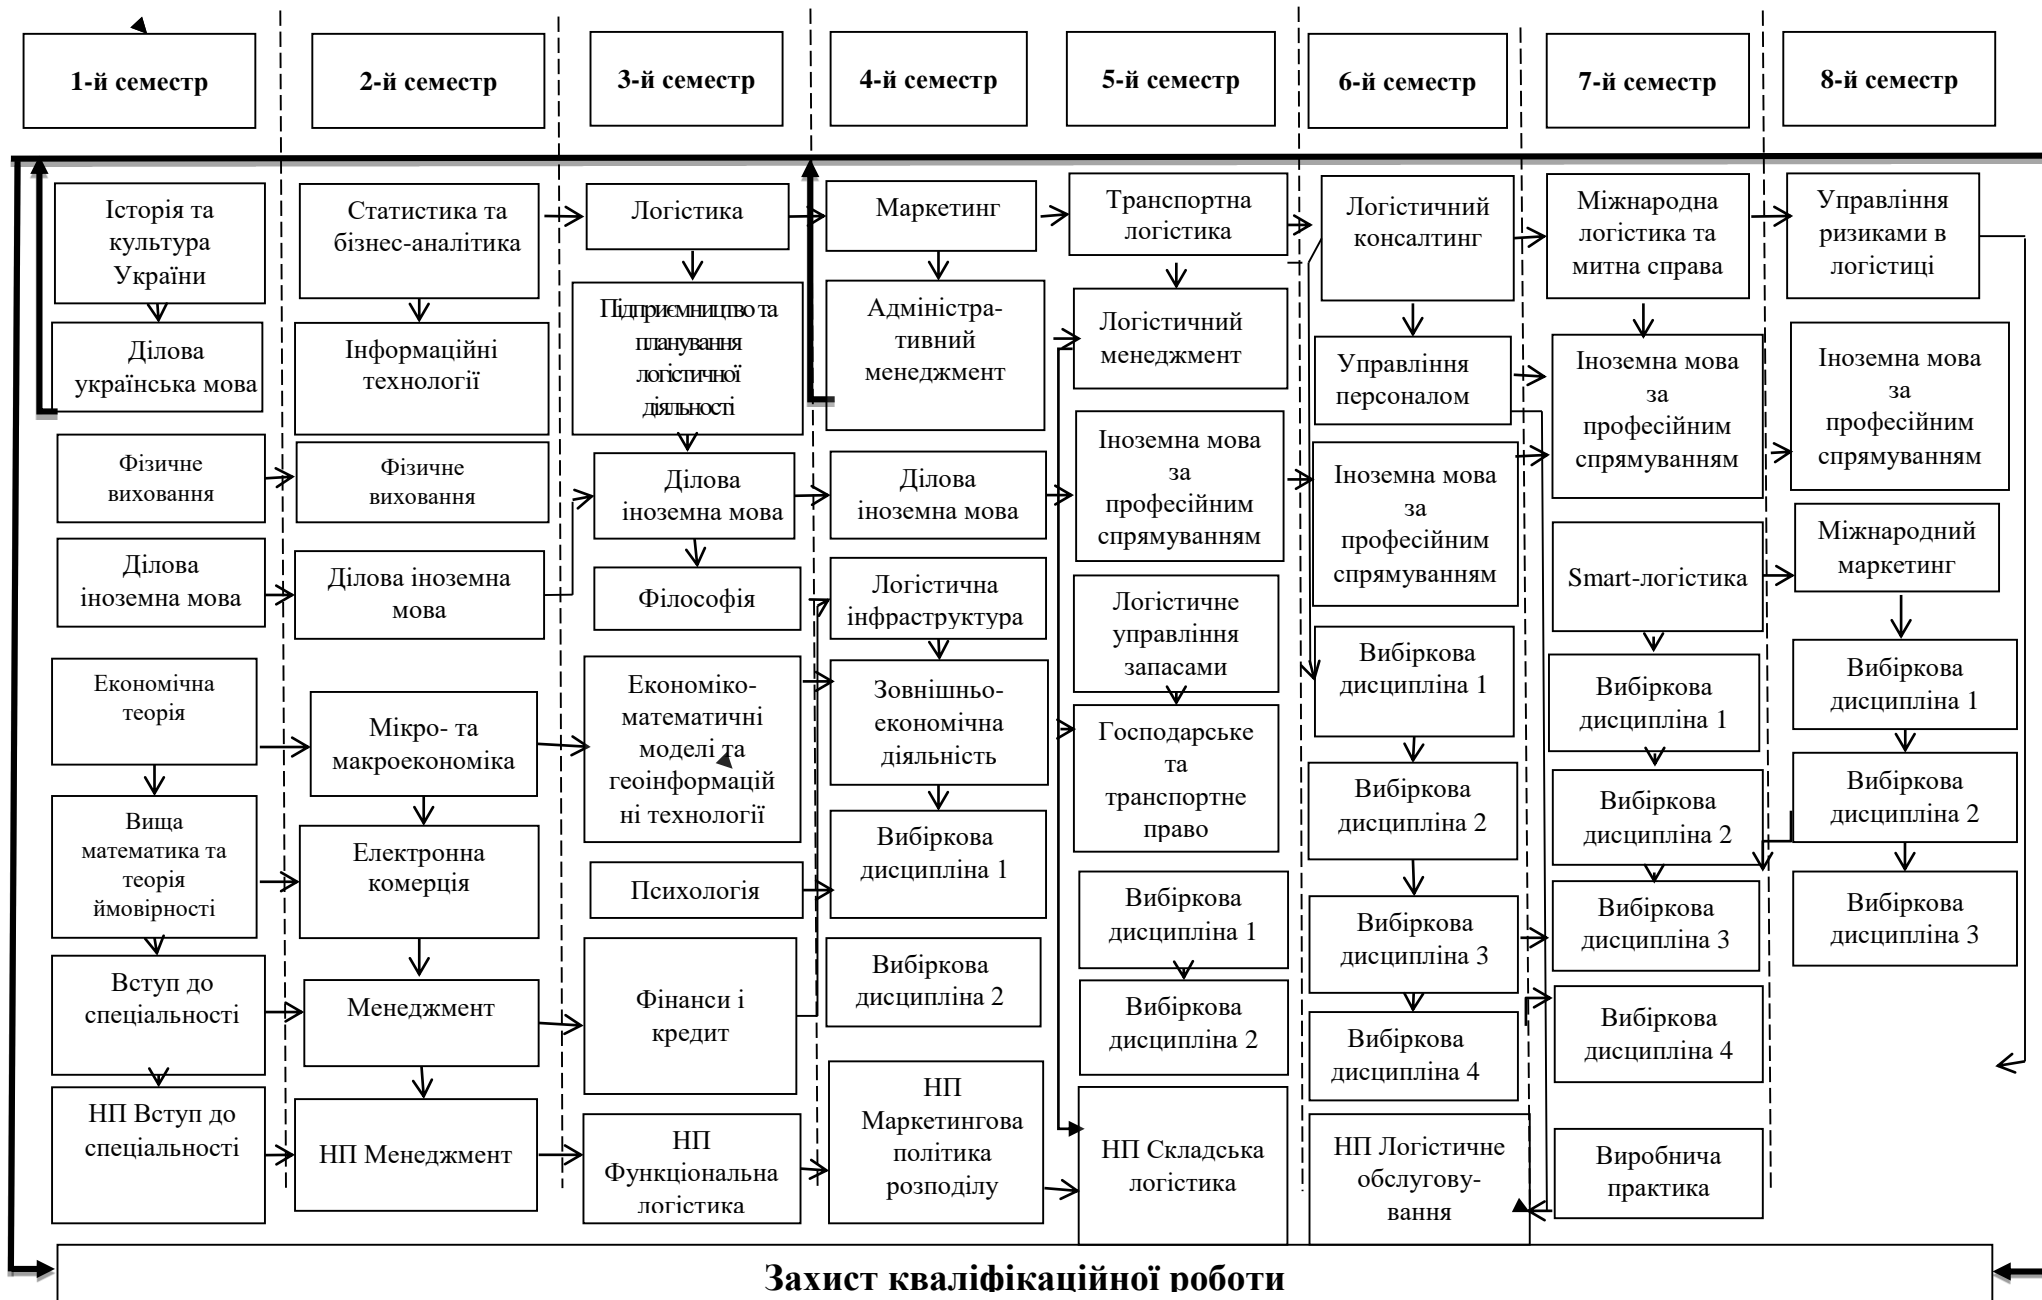 1-й семестр
2-й семестр
3-й семестр
4-й семестр
5-й семестр
6-й семестр
7-й семестр
8-й семестр
Історія та
культура
України
Ділова
українська мова
Фізичне
виховання
Ділова
іноземна мова
Економічна
теорія
Вища
математика та
теорія
ймовірності
Вступ до
спеціальності
НП Вступ до
спеціальності
Статистика та
бізнес-аналітика
Інформаційні
технології
Фізичне
виховання
Ділова іноземна
мова
Мікро- та
макроекономіка
Електронна
комерція
Менеджмент
НП Менеджмент
Логістика
Підприємництво та
планування
логістичної
діяльності
Ділова
іноземна мова
Філософія
Економіко-
математичні
моделі та
геоінформацій
ні технології
Психологія
Фінанси і
кредит
НП
Функціональна
логістика
Маркетинг
Адміністра-
тивний
менеджмент
Ділова
іноземна мова
Логістична
інфраструктура
Зовнішньо-
економічна
діяльність
Вибіркова
дисципліна 1
Вибіркова
дисципліна 2
НП
Маркетингова
політика
розподілу
Транспортна
логістика
Логістичний
менеджмент
Іноземна мова
за
професійним
спрямуванням
Логістичне
управління
запасами
Господарське
та
транспортне
право
Вибіркова
дисципліна 1
Вибіркова
дисципліна 2
НП Складська
логістика
Логістичний
консалтинг
Управління
персоналом
Іноземна мова
за
професійним
спрямуванням
Вибіркова
дисципліна 1
Вибіркова
дисципліна 2
Вибіркова
дисципліна 3
Вибіркова
дисципліна 4
НП Логістичне
обслугову-
вання
Міжнародна
логістика та
митна справа
Іноземна мова
за
професійним
спрямуванням
Smart-логістика
Вибіркова
дисципліна 1
Вибіркова
дисципліна 2
Вибіркова
дисципліна 3
Вибіркова
дисципліна 4
Виробнича
практика
Управління
ризиками в
логістиці
Іноземна мова
за
професійним
спрямуванням
Міжнародний
маркетинг
Вибіркова
дисципліна 1
Вибіркова
дисципліна 2
Вибіркова
дисципліна 3
Захист кваліфікаційної роботи